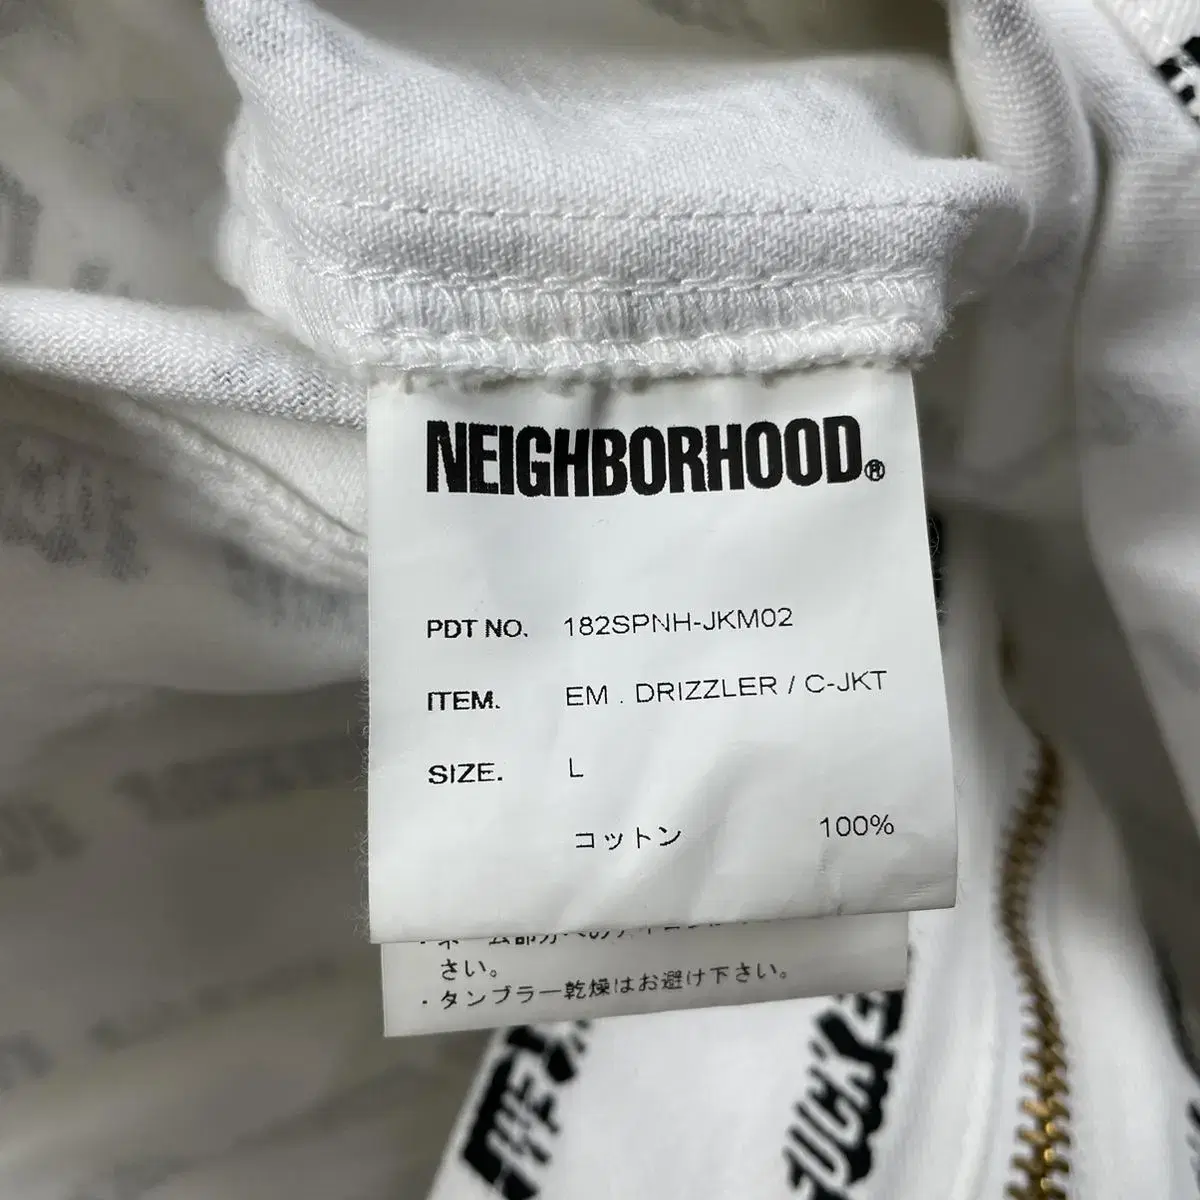 NEIGHBORHOOD®
PDT NO. 182SPNH-JKM02
ITEM. EM . DRIZZLER / C-JKT
SIZE. L
コットン 100%
さい。
・タンブラー乾燥はお避け下さい。